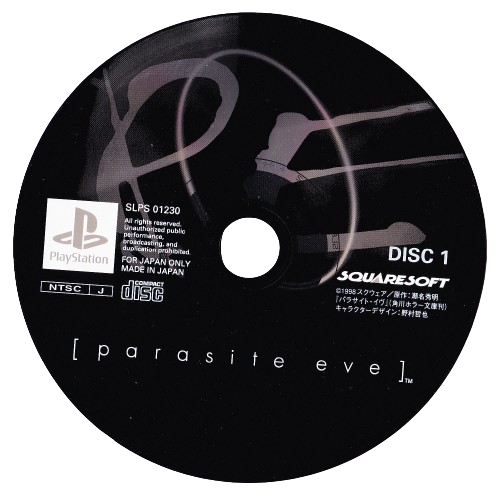 PE
SLPS 01230
All rights reserved.
Unauthorized public
performance,
broadcasting, and
duplication prohibited.
FOR JAPAN ONLY
MADE IN JAPAN
PlayStation
NTSC J
COMPACT
disc
DISC 1
SQUARESOFT
©1998 スクウェア/原作:瀬名秀明
『パラサイト・イヴ』(角川ホラー文庫刊)
キャラクターデザイン:野村哲也
[parasite eve]™